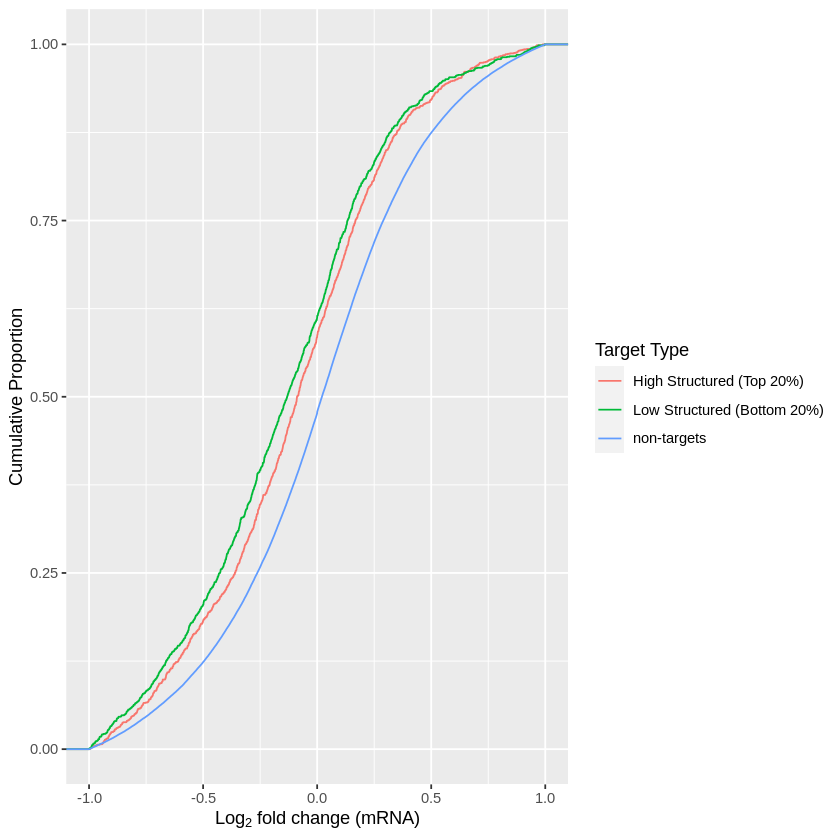 1.00
0.75
0.50
0.25
0.00
Cumulative Proportion
-1.0 -0.5 0.0 0.5 1.0
Log₂ fold change (mRNA)
Target Type
High Structured (Top 20%)
Low Structured (Bottom 20%)
non-targets